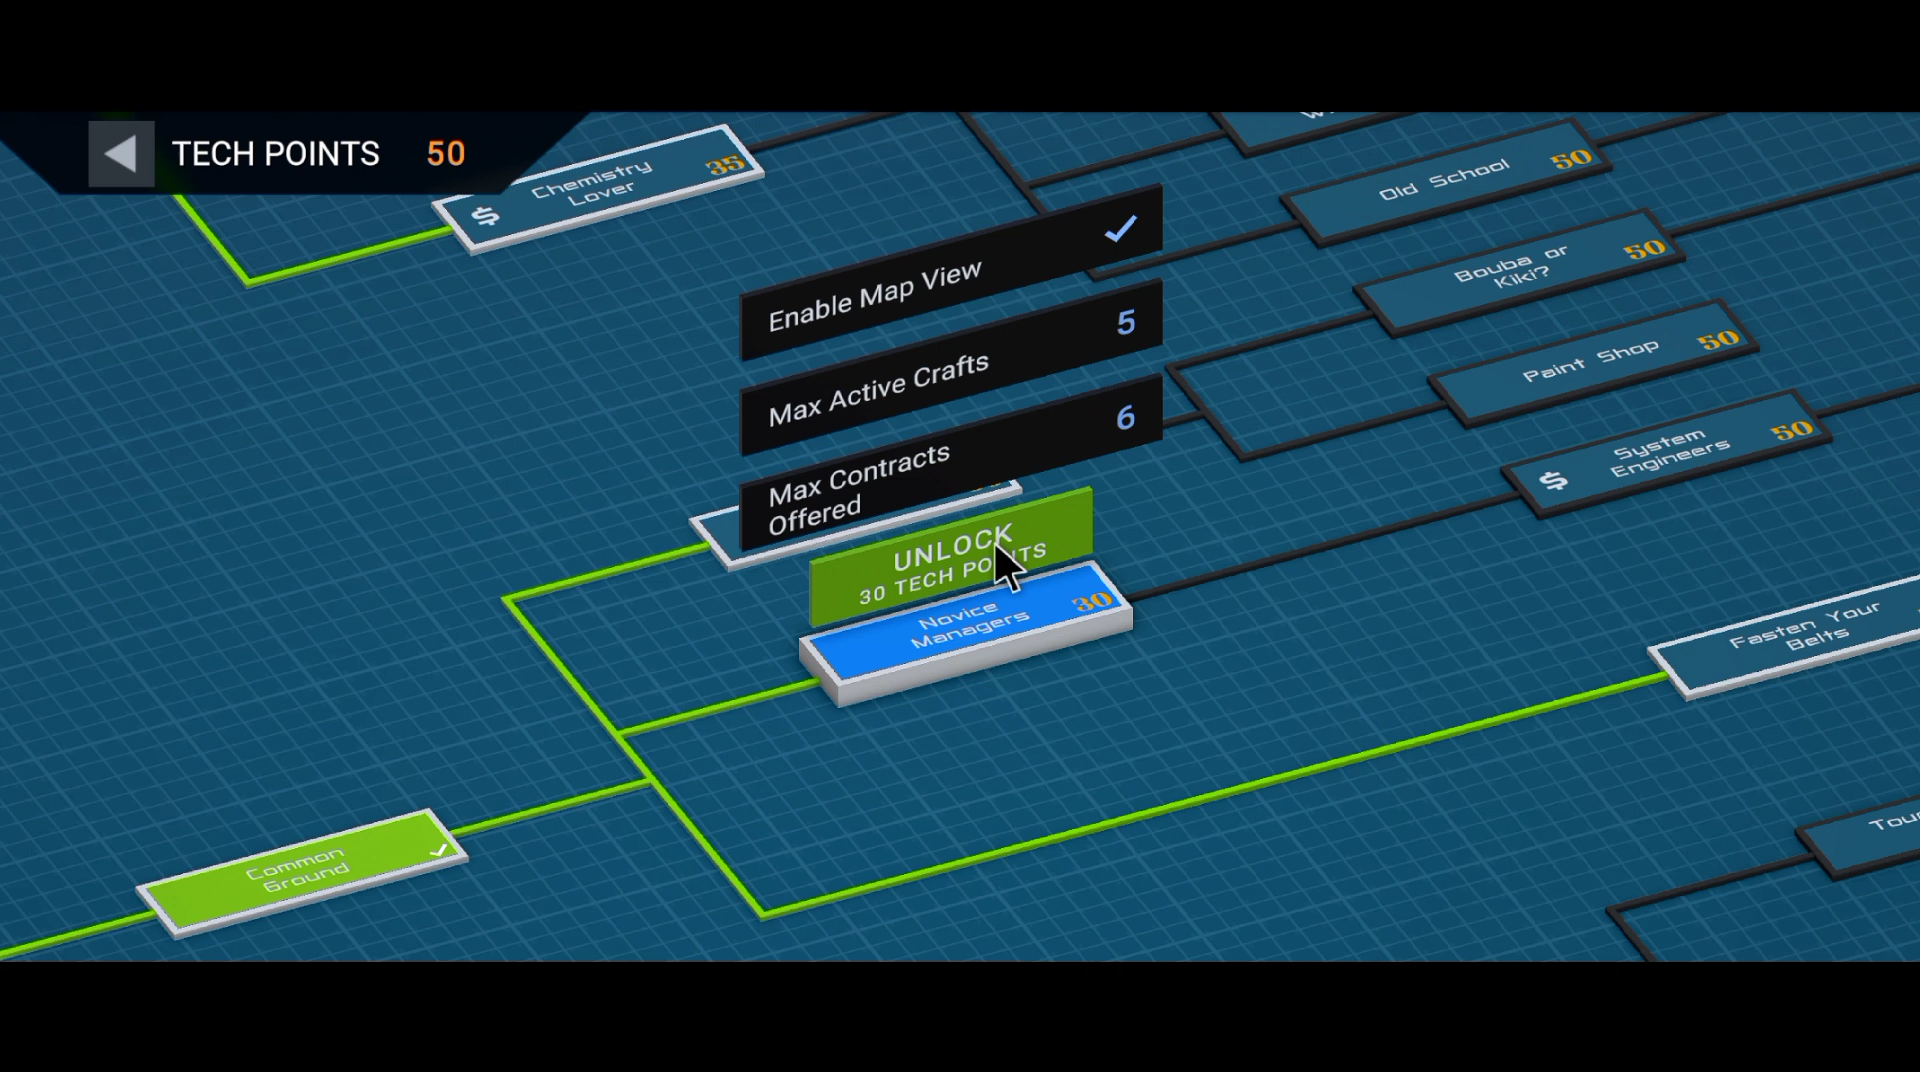 TECH POINTS 50
Chemistry
Lover
35
$
Old School
50
Bouba or
Kiki?
50
Enable Map View
Max Active Crafts
5
Paint Shop
50
Max Contracts
Offered
6
System
Engineers
50
$
UNLOCK
30 TECH POINTS
Novice
Managers
30
Fasten Your
Belts
Common
Ground